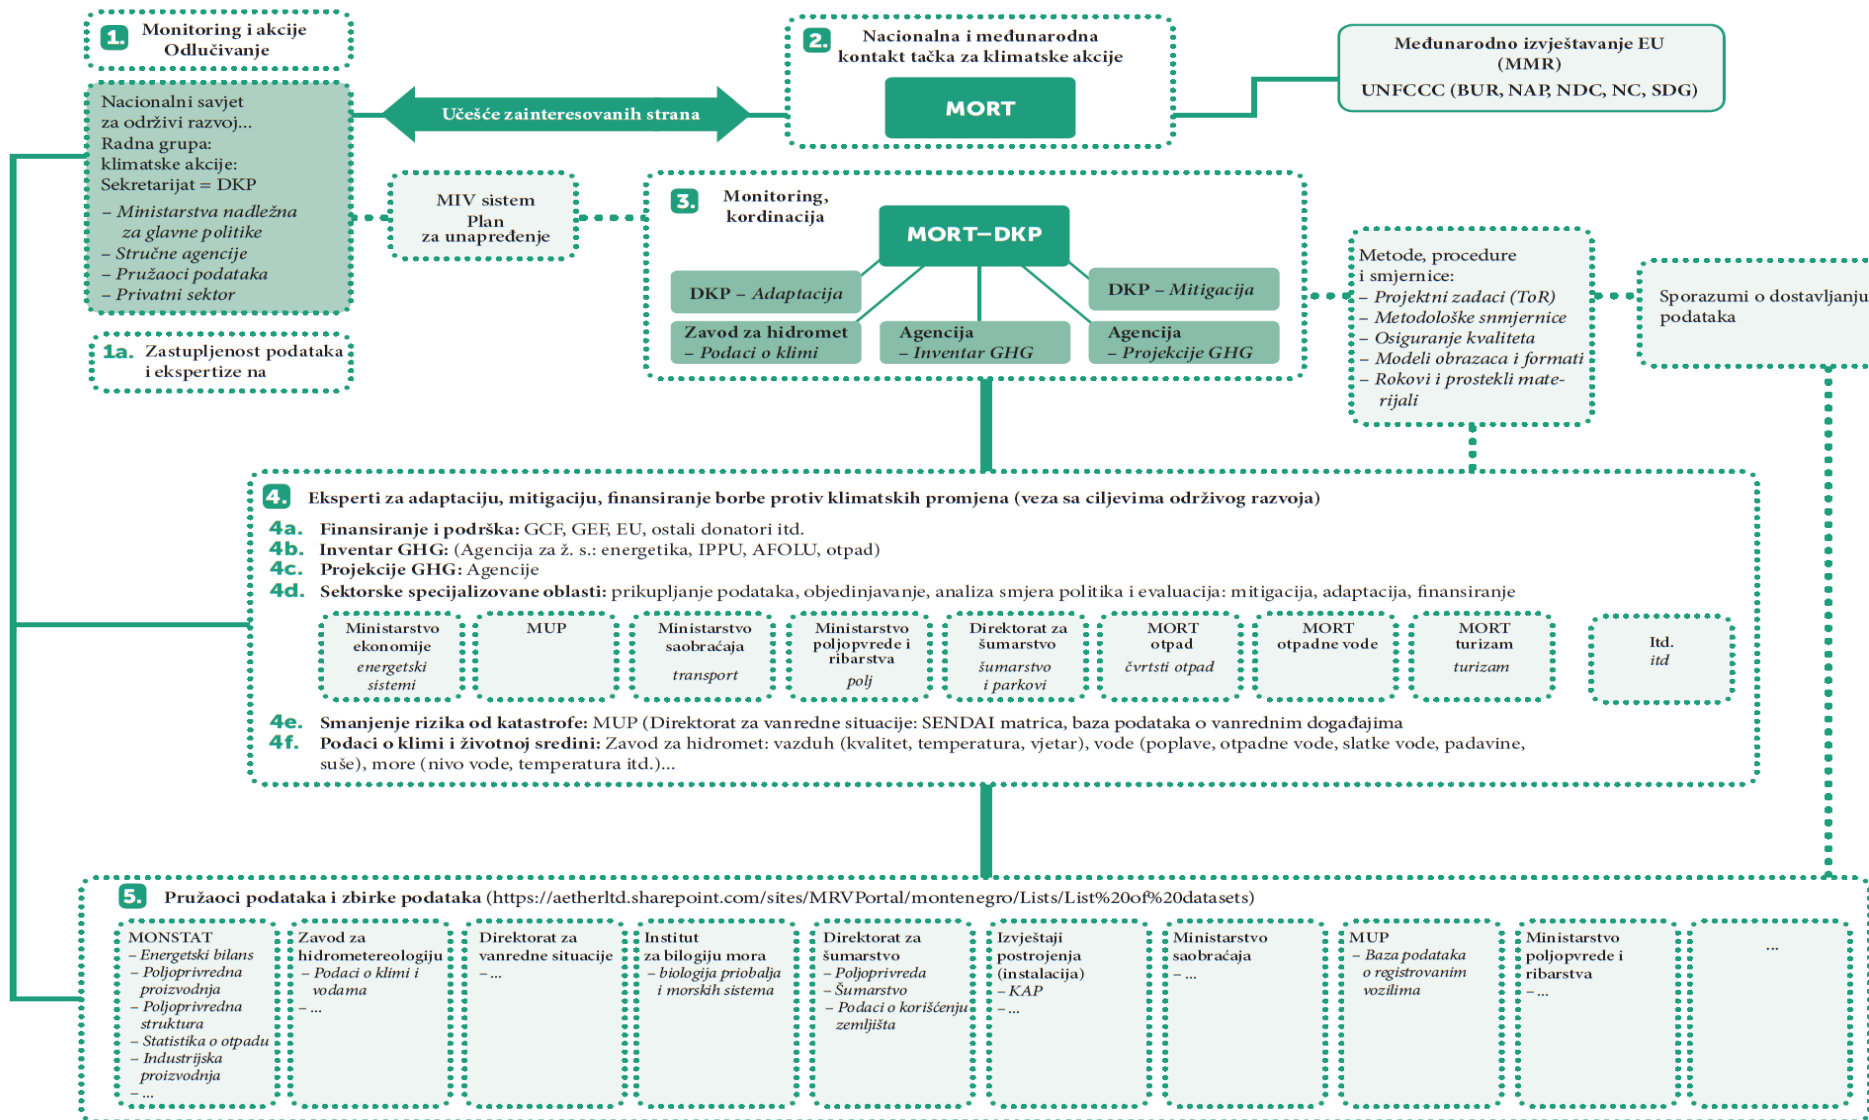 1. Monitoring i akcije
Odlučivanje
Nacionalni savjet
za održivi razvoj...
Radna grupa:
klimatske akcije:
Sekretarijat = DKP
– Ministarstva nadležna
za glavne politike
– Stručne agencije
– Pružaoci podataka
– Privatni sektor
1a. Zastupljenost podataka
i ekspertize na
Učešće zainteresovanih strana
2. Nacionalna i međunarodna
kontakt tačka za klimatske akcije
MORT
Međunarodno izvještavanje EU
(MMR)
UNFCCC (BUR, NAP, NDC, NC, SDG)
MIV sistem
Plan
za unapređenje
3. Monitoring,
kordinacija
MORT–DKP
DKP – Adaptacija
DKP – Mitigacija
Zavod za hidromet
– Podaci o klimi
Agencija
– Inventar GHG
Agencija
– Projekcije GHG
Metode, procedure
i smjernice:
– Projektni zadaci (ToR)
– Metodološke snmjernice
– Osiguranje kvaliteta
– Modeli obrazaca i formati
– Rokovi i prostekli mate-
rijali
Sporazumi o dostavljanju
podataka
4. Eksperti za adaptaciju, mitigaciju, finansiranje borbe protiv klimatskih promjena (veza sa ciljevima održivog razvoja)
4a. Finansiranje i podrška: GCF, GEF, EU, ostali donatori itd.
4b. Inventar GHG: (Agencija za ž. s.: energetika, IPPU, AFOLU, otpad)
4c. Projekcije GHG: Agencije
4d. Sektorske specijalizovane oblasti: prikupljanje podataka, objedinjavanje, analiza smjera politika i evaluacija: mitigacija, adaptacija, finansiranje
Ministarstvo
ekonomije
energetski
sistemi
MUP
Ministarstvo
saobraćaja
transport
Ministarstvo
poljopvrede i
ribarstva
polj
Direktorat za
šumarstvo
šumarstvo
i parkovi
MORT
otpad
čvrtsti otpad
MORT
otpadne vode
MORT
turizam
turizam
Itd.
itd
4e. Smanjenje rizika od katastrofe: MUP (Direktorat za vanredne situacije: SENDAI matrica, baza podataka o vanrednim događajima
4f. Podaci o klimi i životnoj sredini: Zavod za hidromet: vazduh (kvalitet, temperatura, vjetar), vode (poplave, otpadne vode, slatke vode, padavine,
suše), more (nivo vode, temperatura itd.)...
5. Pružaoci podataka i zbirke podataka (https://aetherltd.sharepoint.com/sites/MRVPortal/montenegro/Lists/List%20of%20datasets)
MONSTAT
– Energetski bilans
– Poljoprivredna
proizvodnja
– Poljoprivredna
struktura
– Statistika o otpadu
– Industrijska
proizvodnja
– ...
Zavod za
hidrometereologiju
– Podaci o klimi i
vodama
– ...
Direktorat za
vanredne situacije
– ...
Institut
za bilogiju mora
– biologija priobalja
i morskih sistema
Direktorat za
šumarstvo
– Poljoprivreda
– Šumarstvo
– Podaci o korišćenju
zemljišta
Izvještaji
postrojenja
(instalacija)
– KAP
– ...
Ministarstvo
saobraćaja
– ...
MUP
– Baza podataka
o registrovanim
vozilima
Ministarstvo
poljopvrede i
ribarstva
– ...
...